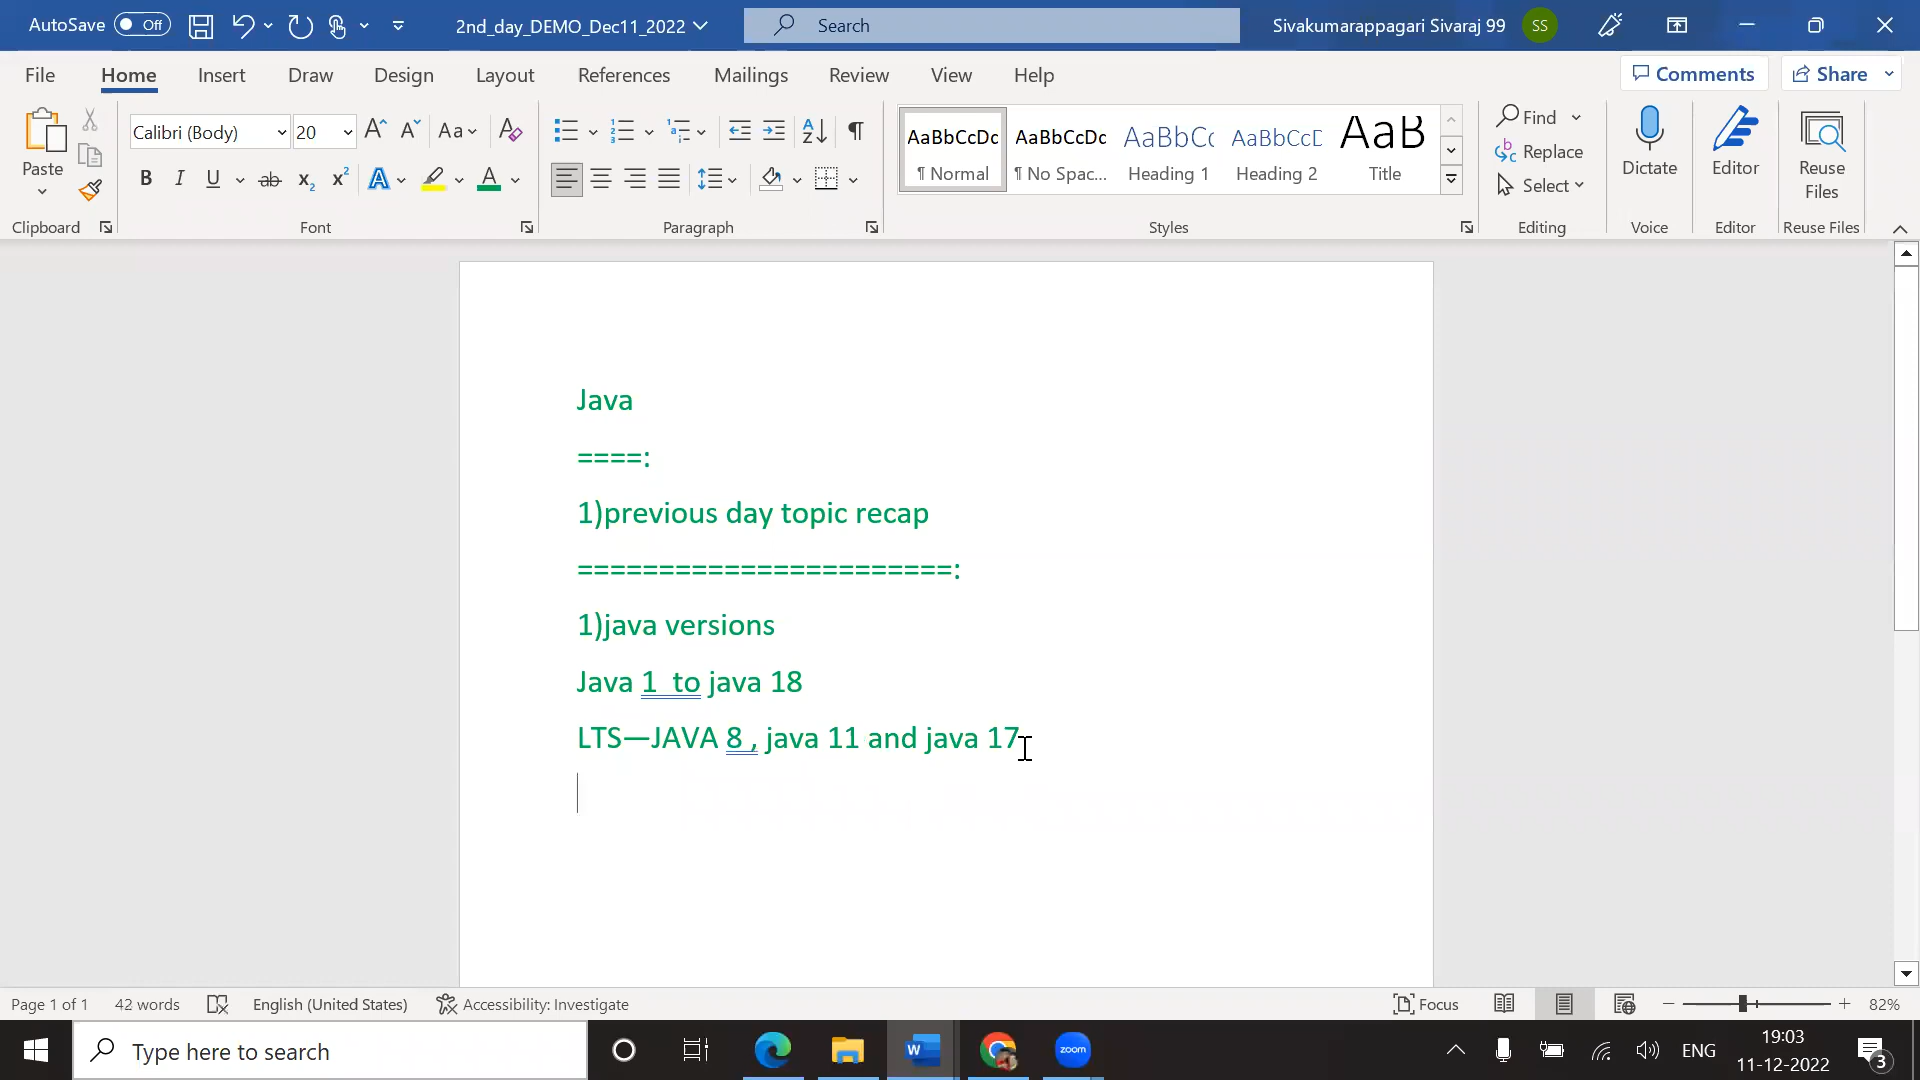 AutoSave Off 2nd_day_DEMO_Dec11_2022 Search Sivakumarappagari Sivaraj 99 SS
File Home Insert Draw Design Layout References Mailings Review View Help Comments Share
Calibri (Body) 20 Aa
AaBbCcDc AaBbCcDc AaBbCc AaBbCcD AaB
¶ Normal ¶ No Spac... Heading 1 Heading 2 Title
Paste
Find
Replace
Select
Dictate
Editor
Reuse Files
Clipboard Font Paragraph Styles Editing Voice Editor Reuse Files
Java
====:
1)previous day topic recap
=======================:
1)java versions
Java 1  to java 18
LTS—JAVA 8 , java 11 and java 17
Page 1 of 1 42 words English (United States) Accessibility: Investigate Focus 82%
Type here to search zoom ENG 19:03
11-12-2022 3